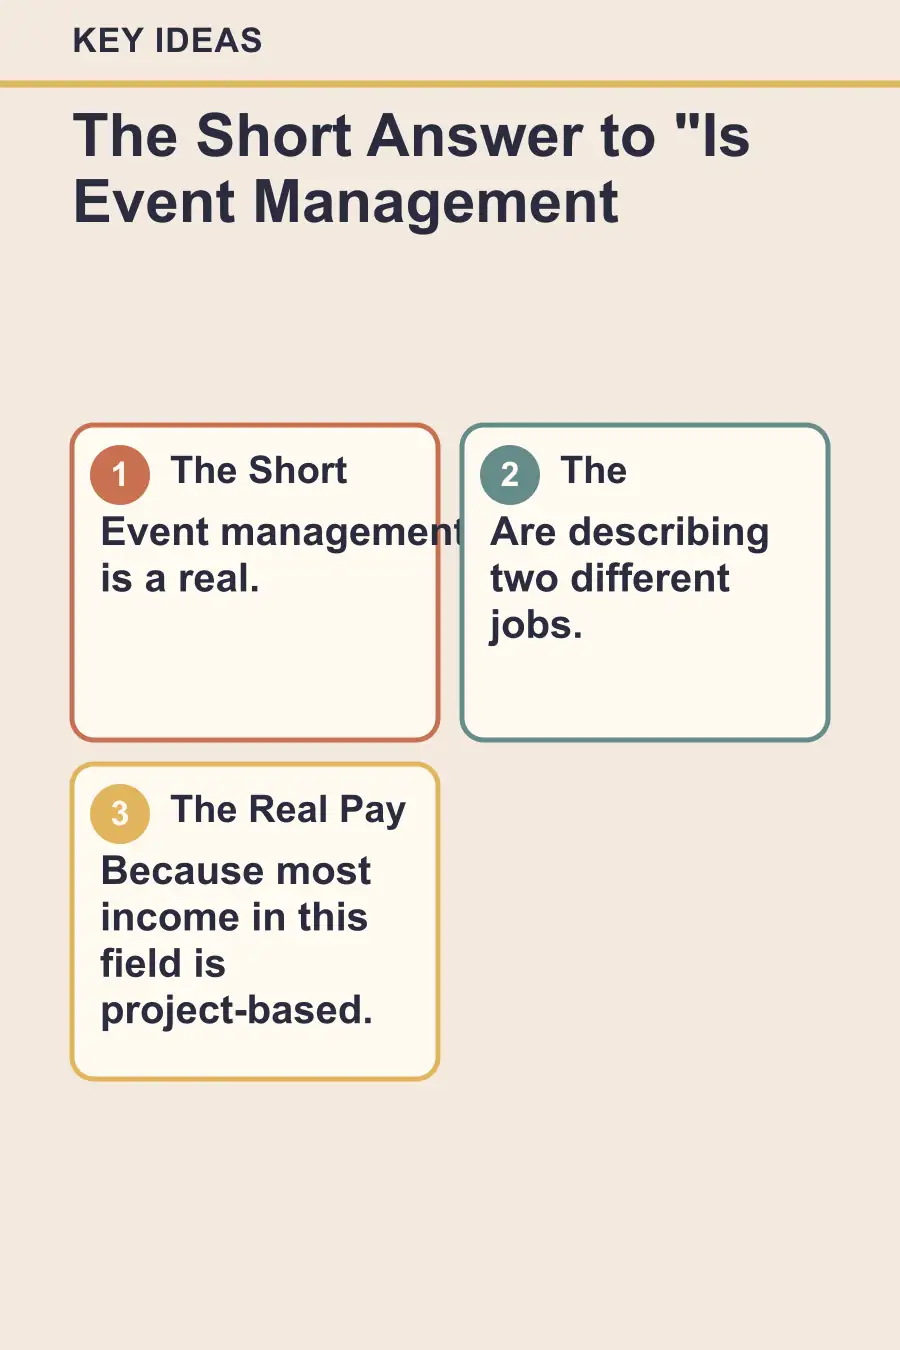 KEY IDEAS
The Short Answer to "Is
Event Management
1 The Short
Event management
is a real.
2 The
Are describing
two different
jobs.
3 The Real Pay
Because most
income in this
field is
project-based.